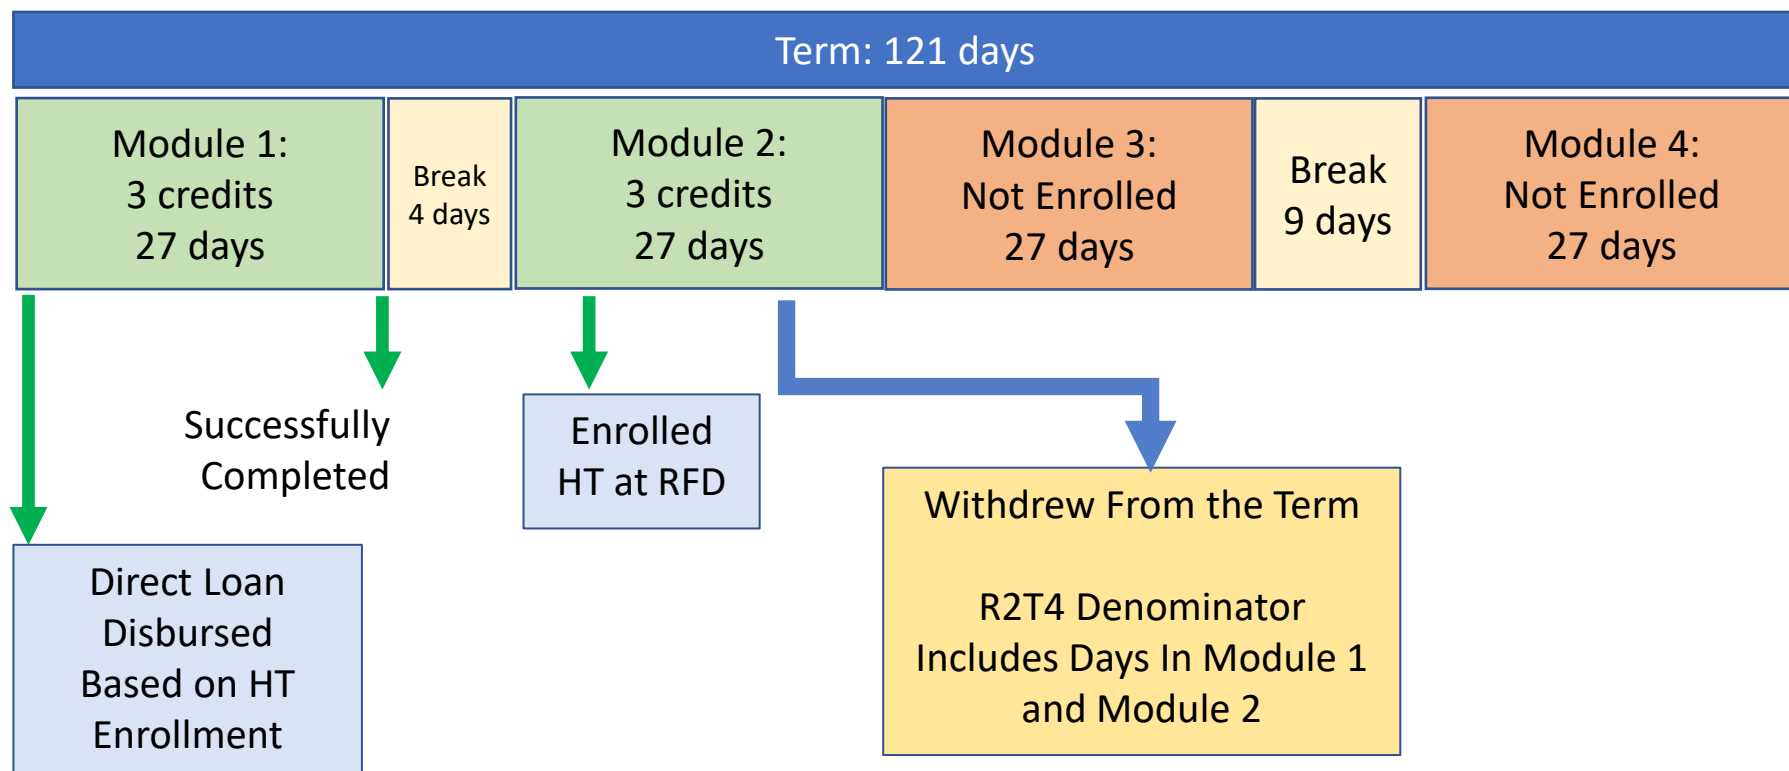 Term: 121 days
Module 1:
3 credits
27 days
Break
4 days
Module 2:
3 credits
27 days
Module 3:
Not Enrolled
27 days
Break
9 days
Module 4:
Not Enrolled
27 days
Successfully
Completed
Enrolled
HT at RFD
Withdrew From the Term
R2T4 Denominator
Includes Days In Module 1
and Module 2
Direct Loan
Disbursed
Based on HT
Enrollment